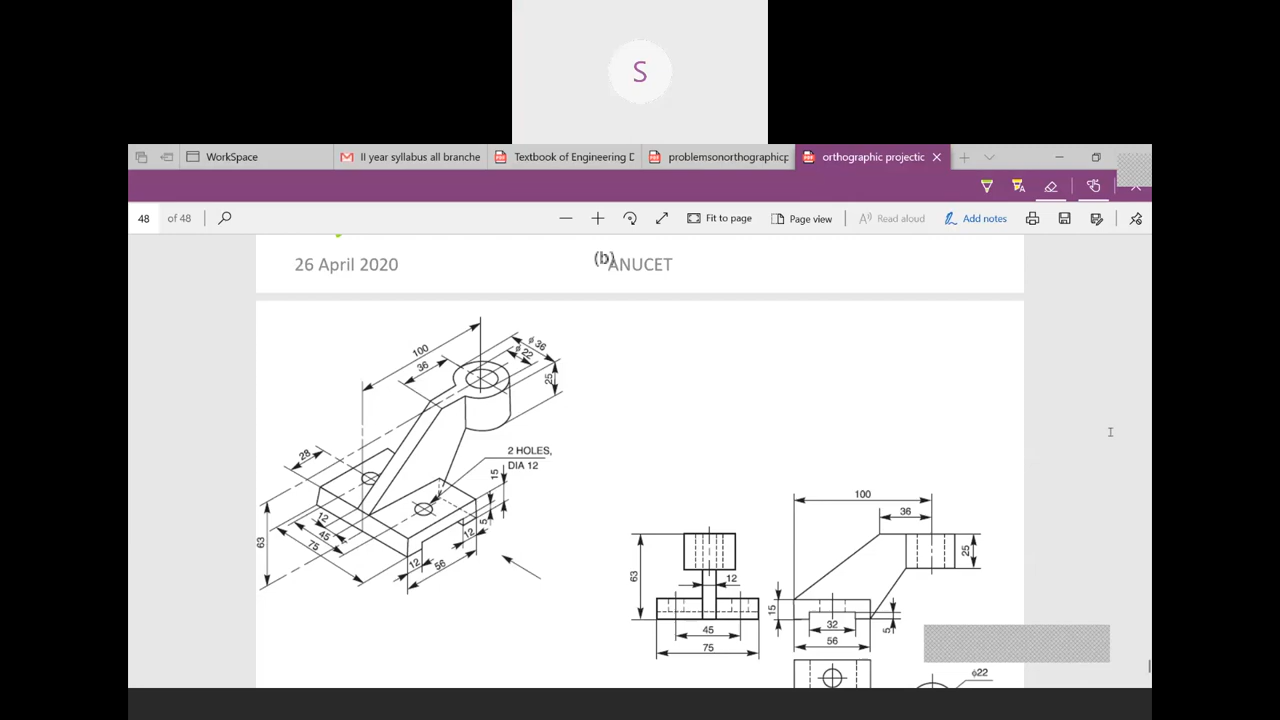 S
WorkSpace
II year syllabus all branche
Textbook of Engineering D
problemsonorthographicp
orthographic projectic
48 of 48
Fit to page
Page view
Read aloud
Add notes
26 April 2020
(b)
ANUCET
100
36
ϕ 36
ϕ 22
25
28
2 HOLES,
DIA 12
15
5
12
63
12
45
75
12
56
100
36
25
63
12
15
32
5
45
56
75
ϕ22